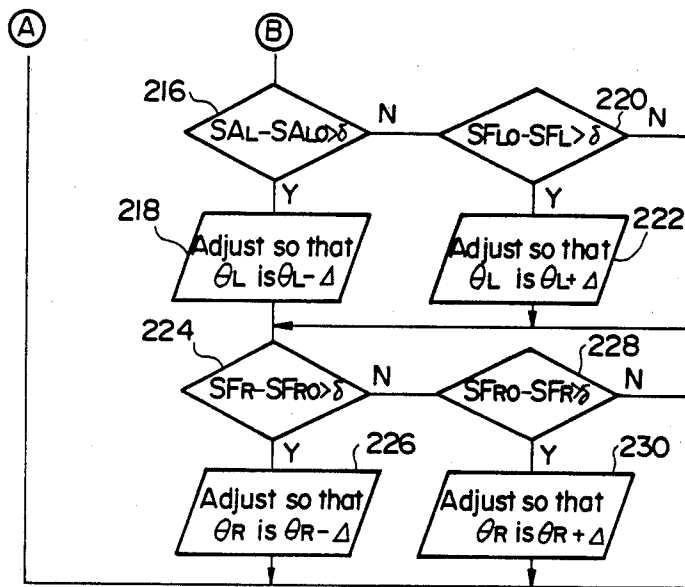 A
B
216
SAL-SALO>δ
N
220
SFLO-SFL>δ
N
Y
Y
218
Adjust so that
θL is θL-Δ
222
Adjust so that
θL is θL+Δ
224
SFR-SFRO>δ
N
228
SFRO-SFR>δ
N
Y
Y
226
Adjust so that
θR is θR-Δ
230
Adjust so that
θR is θR+Δ